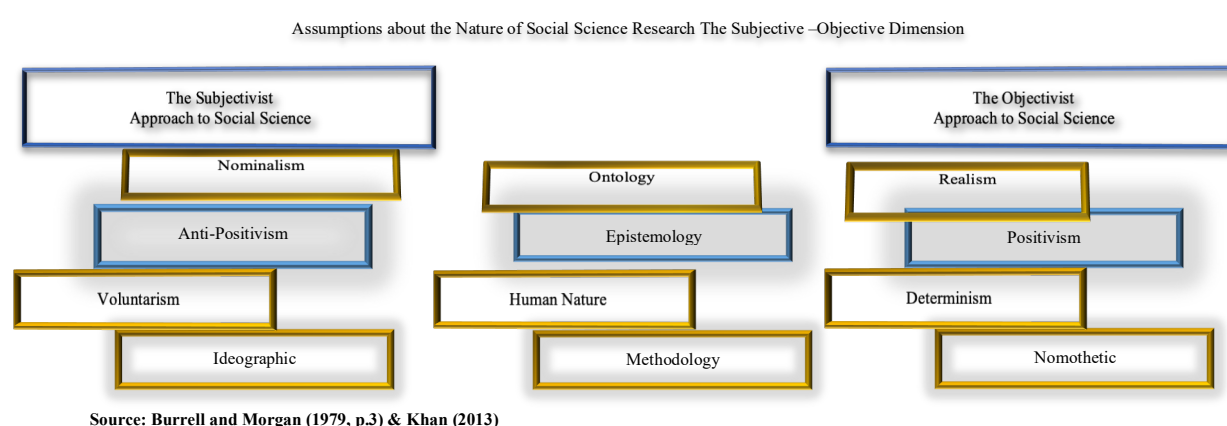 Assumptions about the Nature of Social Science Research The Subjective –Objective Dimension
The Subjectivist
Approach to Social Science
The Objectivist
Approach to Social Science
Nominalism
Ontology
Realism
Anti-Positivism
Epistemology
Positivism
Voluntarism
Human Nature
Determinism
Ideographic
Methodology
Nomothetic
Source: Burrell and Morgan (1979, p.3) & Khan (2013)